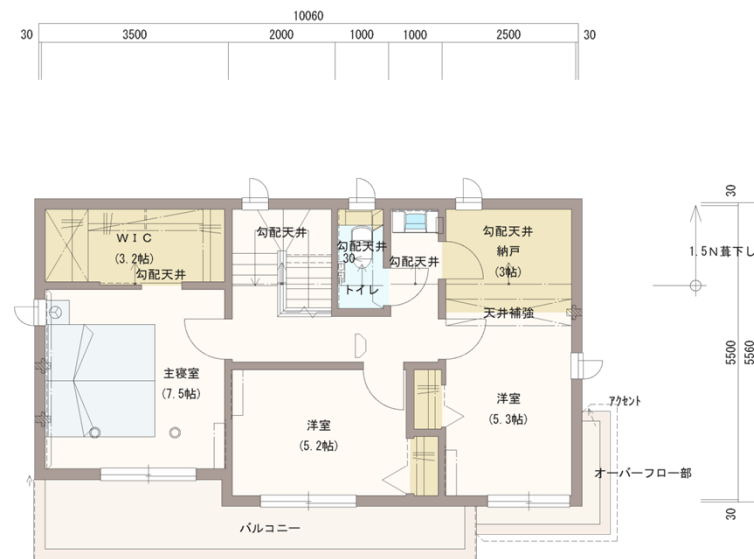 10060
30 3500 2000 1000 1000 2500 30
30
勾配天井
勾配天井
WIC
(3.2帖)
勾配天井
勾配天井
30
トイレ
勾配天井
納戸
(3帖)
天井補強
1.5N葺下し
5500
5560
主寝室
(7.5帖)
洋室
(5.2帖)
洋室
(5.3帖)
アクセント
オーバーフロー部
バルコニー
30